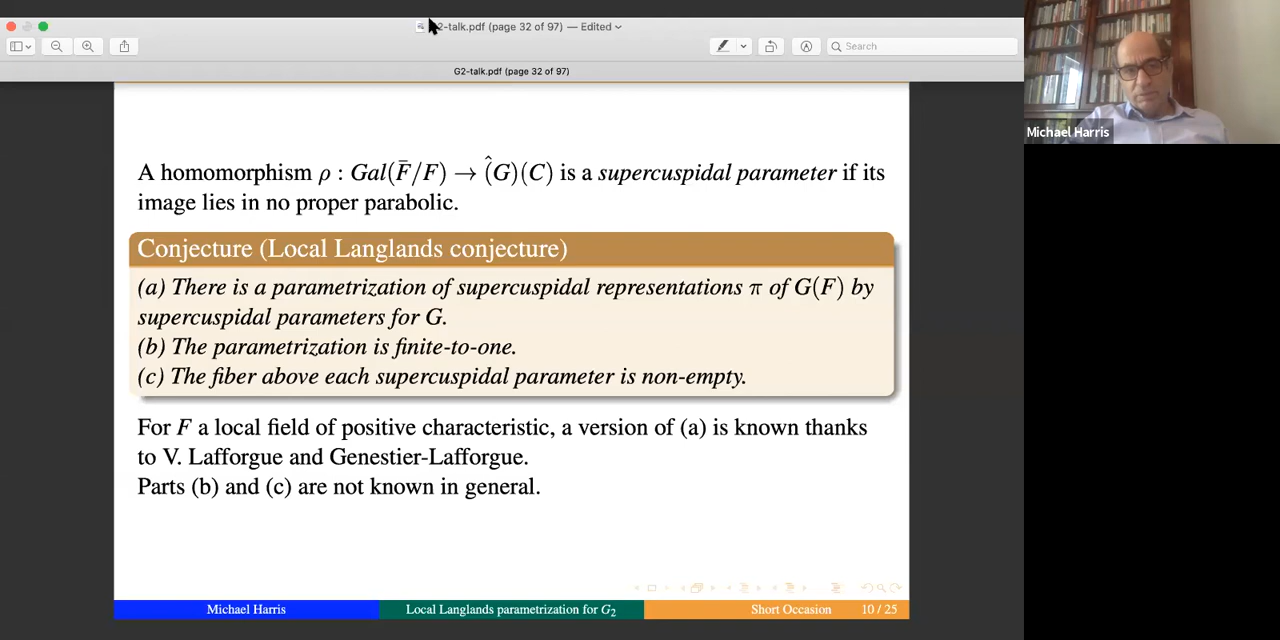 2-talk.pdf (page 32 of 97) — Edited
Search
G2-talk.pdf (page 32 of 97)
Michael Harris
A homomorphism ρ : Gal(F̄/F) → (̂G)(C) is a supercuspidal parameter if its
image lies in no proper parabolic.
Conjecture (Local Langlands conjecture)
(a) There is a parametrization of supercuspidal representations π of G(F) by
supercuspidal parameters for G.
(b) The parametrization is finite-to-one.
(c) The fiber above each supercuspidal parameter is non-empty.
For F a local field of positive characteristic, a version of (a) is known thanks
to V. Lafforgue and Genestier-Lafforgue.
Parts (b) and (c) are not known in general.
Michael Harris
Local Langlands parametrization for G₂
Short Occasion
10 / 25